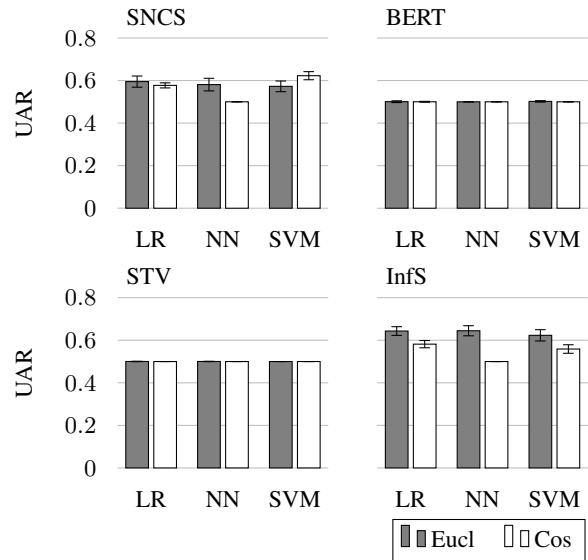 SNCS BERT
UAR
0.8
0.6
0.4
0.2
0
LR NN SVM LR NN SVM
STV InfS
UAR
0.8
0.6
0.4
0.2
0
LR NN SVM LR NN SVM
Eucl Cos